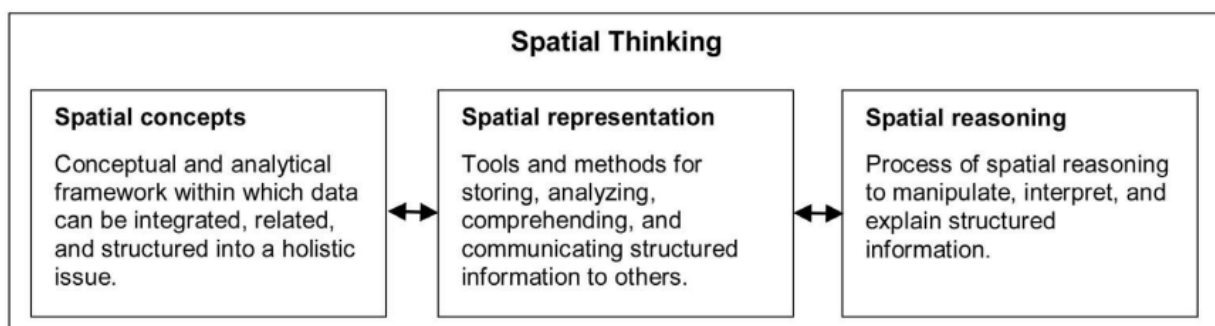 Spatial Thinking
Spatial concepts
Conceptual and analytical
framework within which data
can be integrated, related,
and structured into a holistic
issue.
Spatial representation
Tools and methods for
storing, analyzing,
comprehending, and
communicating structured
information to others.
Spatial reasoning
Process of spatial reasoning
to manipulate, interpret, and
explain structured
information.